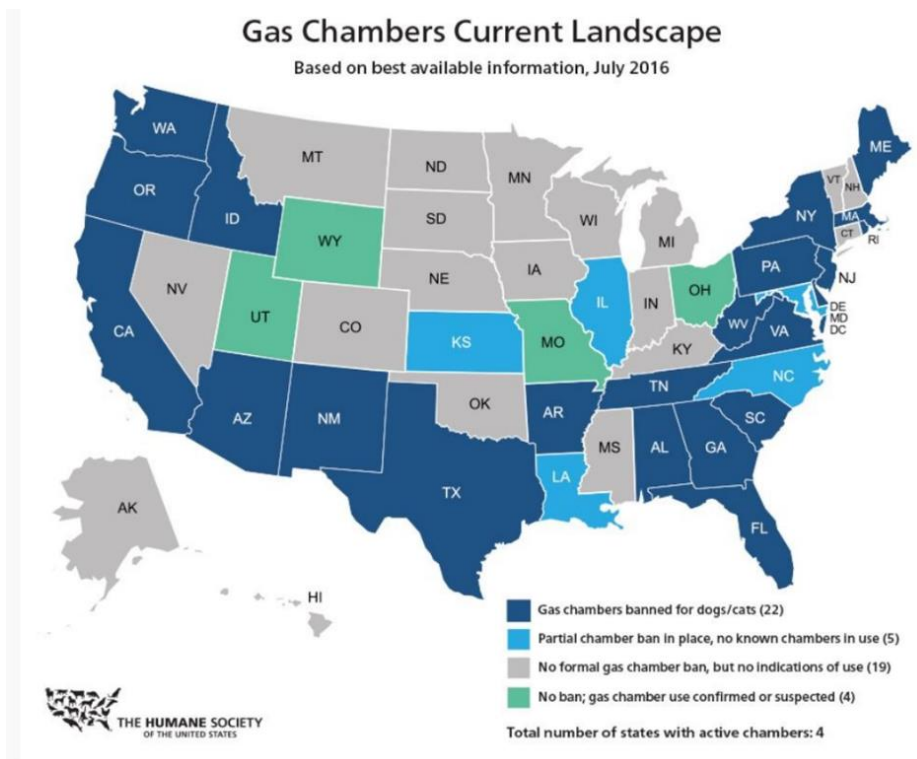 Gas Chambers Current Landscape
Based on best available information, July 2016
WA
OR
ID
MT
ND
MN
SD
WY
NE
IA
WI
MI
NV
UT
CO
CA
KS
MO
IL
IN
OH
KY
WV
VA
PA
NY
VT
NH
ME
MA
CT
RI
NJ
DE
MD
DC
AZ
NM
OK
AR
TN
NC
SC
MS
AL
GA
LA
TX
FL
AK
HI
Gas chambers banned for dogs/cats (22)
Partial chamber ban in place, no known chambers in use (5)
No formal gas chamber ban, but no indications of use (19)
No ban; gas chamber use confirmed or suspected (4)
Total number of states with active chambers: 4
THE HUMANE SOCIETY
OF THE UNITED STATES